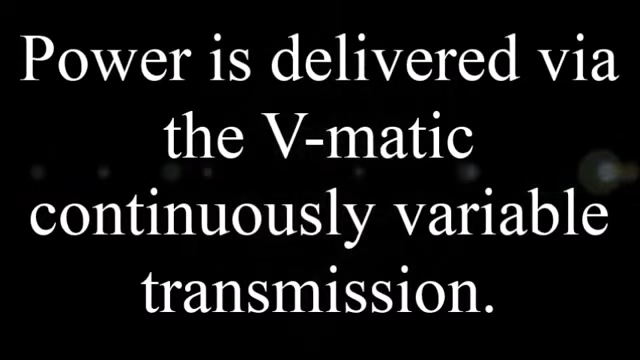 Power is delivered via
the V-matic
continuously variable
transmission.